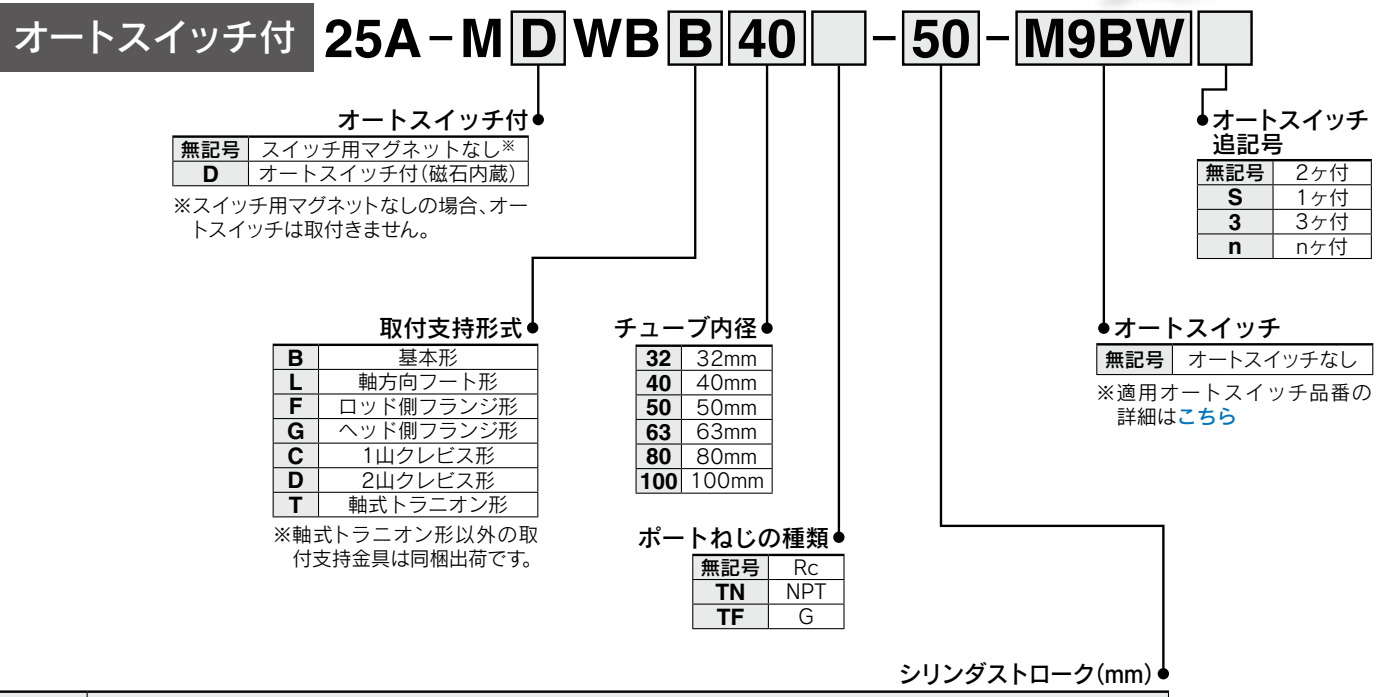 オートスイッチ付 25A-MDWBB40 -50-M9BW
オートスイッチ付
無記号 スイッチ用マグネットなし※
D オートスイッチ付(磁石内蔵)
※スイッチ用マグネットなしの場合、オー
トスイッチは取付きません。
オートスイッチ
追記号
無記号 2ヶ付
S 1ヶ付
3 3ヶ付
n nヶ付
取付支持形式
B 基本形
L 軸方向フート形
F ロッド側フランジ形
G ヘッド側フランジ形
C 1山クレビス形
D 2山クレビス形
T 軸式トラニオン形
※軸式トラニオン形以外の取
付支持金具は同梱出荷です。
チューブ内径
32 32mm
40 40mm
50 50mm
63 63mm
80 80mm
100 100mm
オートスイッチ
無記号 オートスイッチなし
※適用オートスイッチ品番の
詳細はこちら
ポートねじの種類
無記号 Rc
TN NPT
TF G
シリンダストローク(mm)